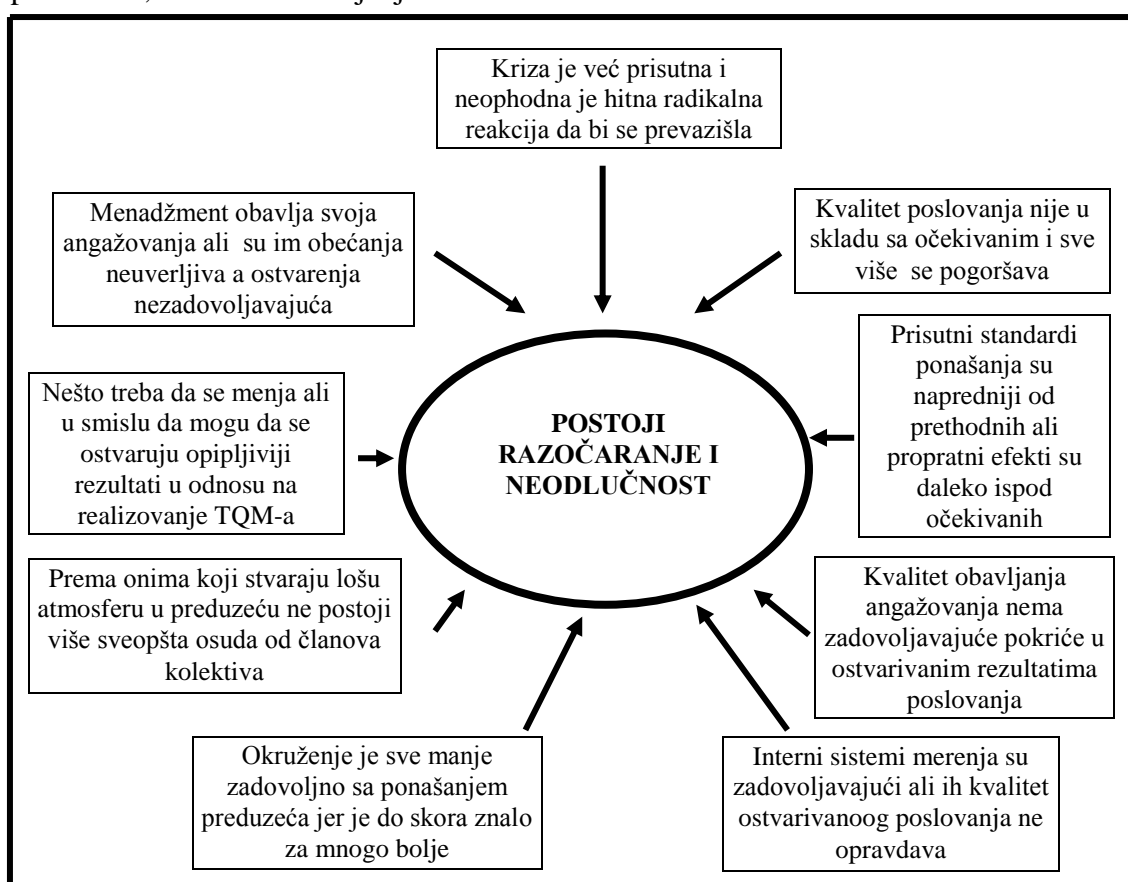 Kriza je već prisutna i
neophodna je hitna radikalna
reakcija da bi se prevazišla
Menadžment obavlja svoja
angažovanja ali su im obećanja
neuverljiva a ostvarenja
nezadovoljavajuća
Kvalitet poslovanja nije u
skladu sa očekivanim i sve
više se pogoršava
Nešto treba da se menja ali
u smislu da mogu da se
ostvaruju opipljiviji
rezultati u odnosu na
realizovanje TQM-a
POSTOJI
RAZOČARANJE I
NEODLUČNOST
Prisutni standardi
ponašanja su
napredniji od
prethodnih ali
propratni efekti su
daleko ispod
očekivanih
Prema onima koji stvaraju lošu
atmosferu u preduzeću ne postoji
više sveopšta osuda od članova
kolektiva
Kvalitet obavljanja
angažovanja nema
zadovoljavajuće pokriće u
ostvarivanim rezultatima
poslovanja
Okruženje je sve manje
zadovoljno sa ponašanjem
preduzeća jer je do skora znalo
za mnogo bolje
Interni sistemi merenja su
zadovoljavajući ali ih kvalitet
ostvarivanoog poslovanja ne
opravdava